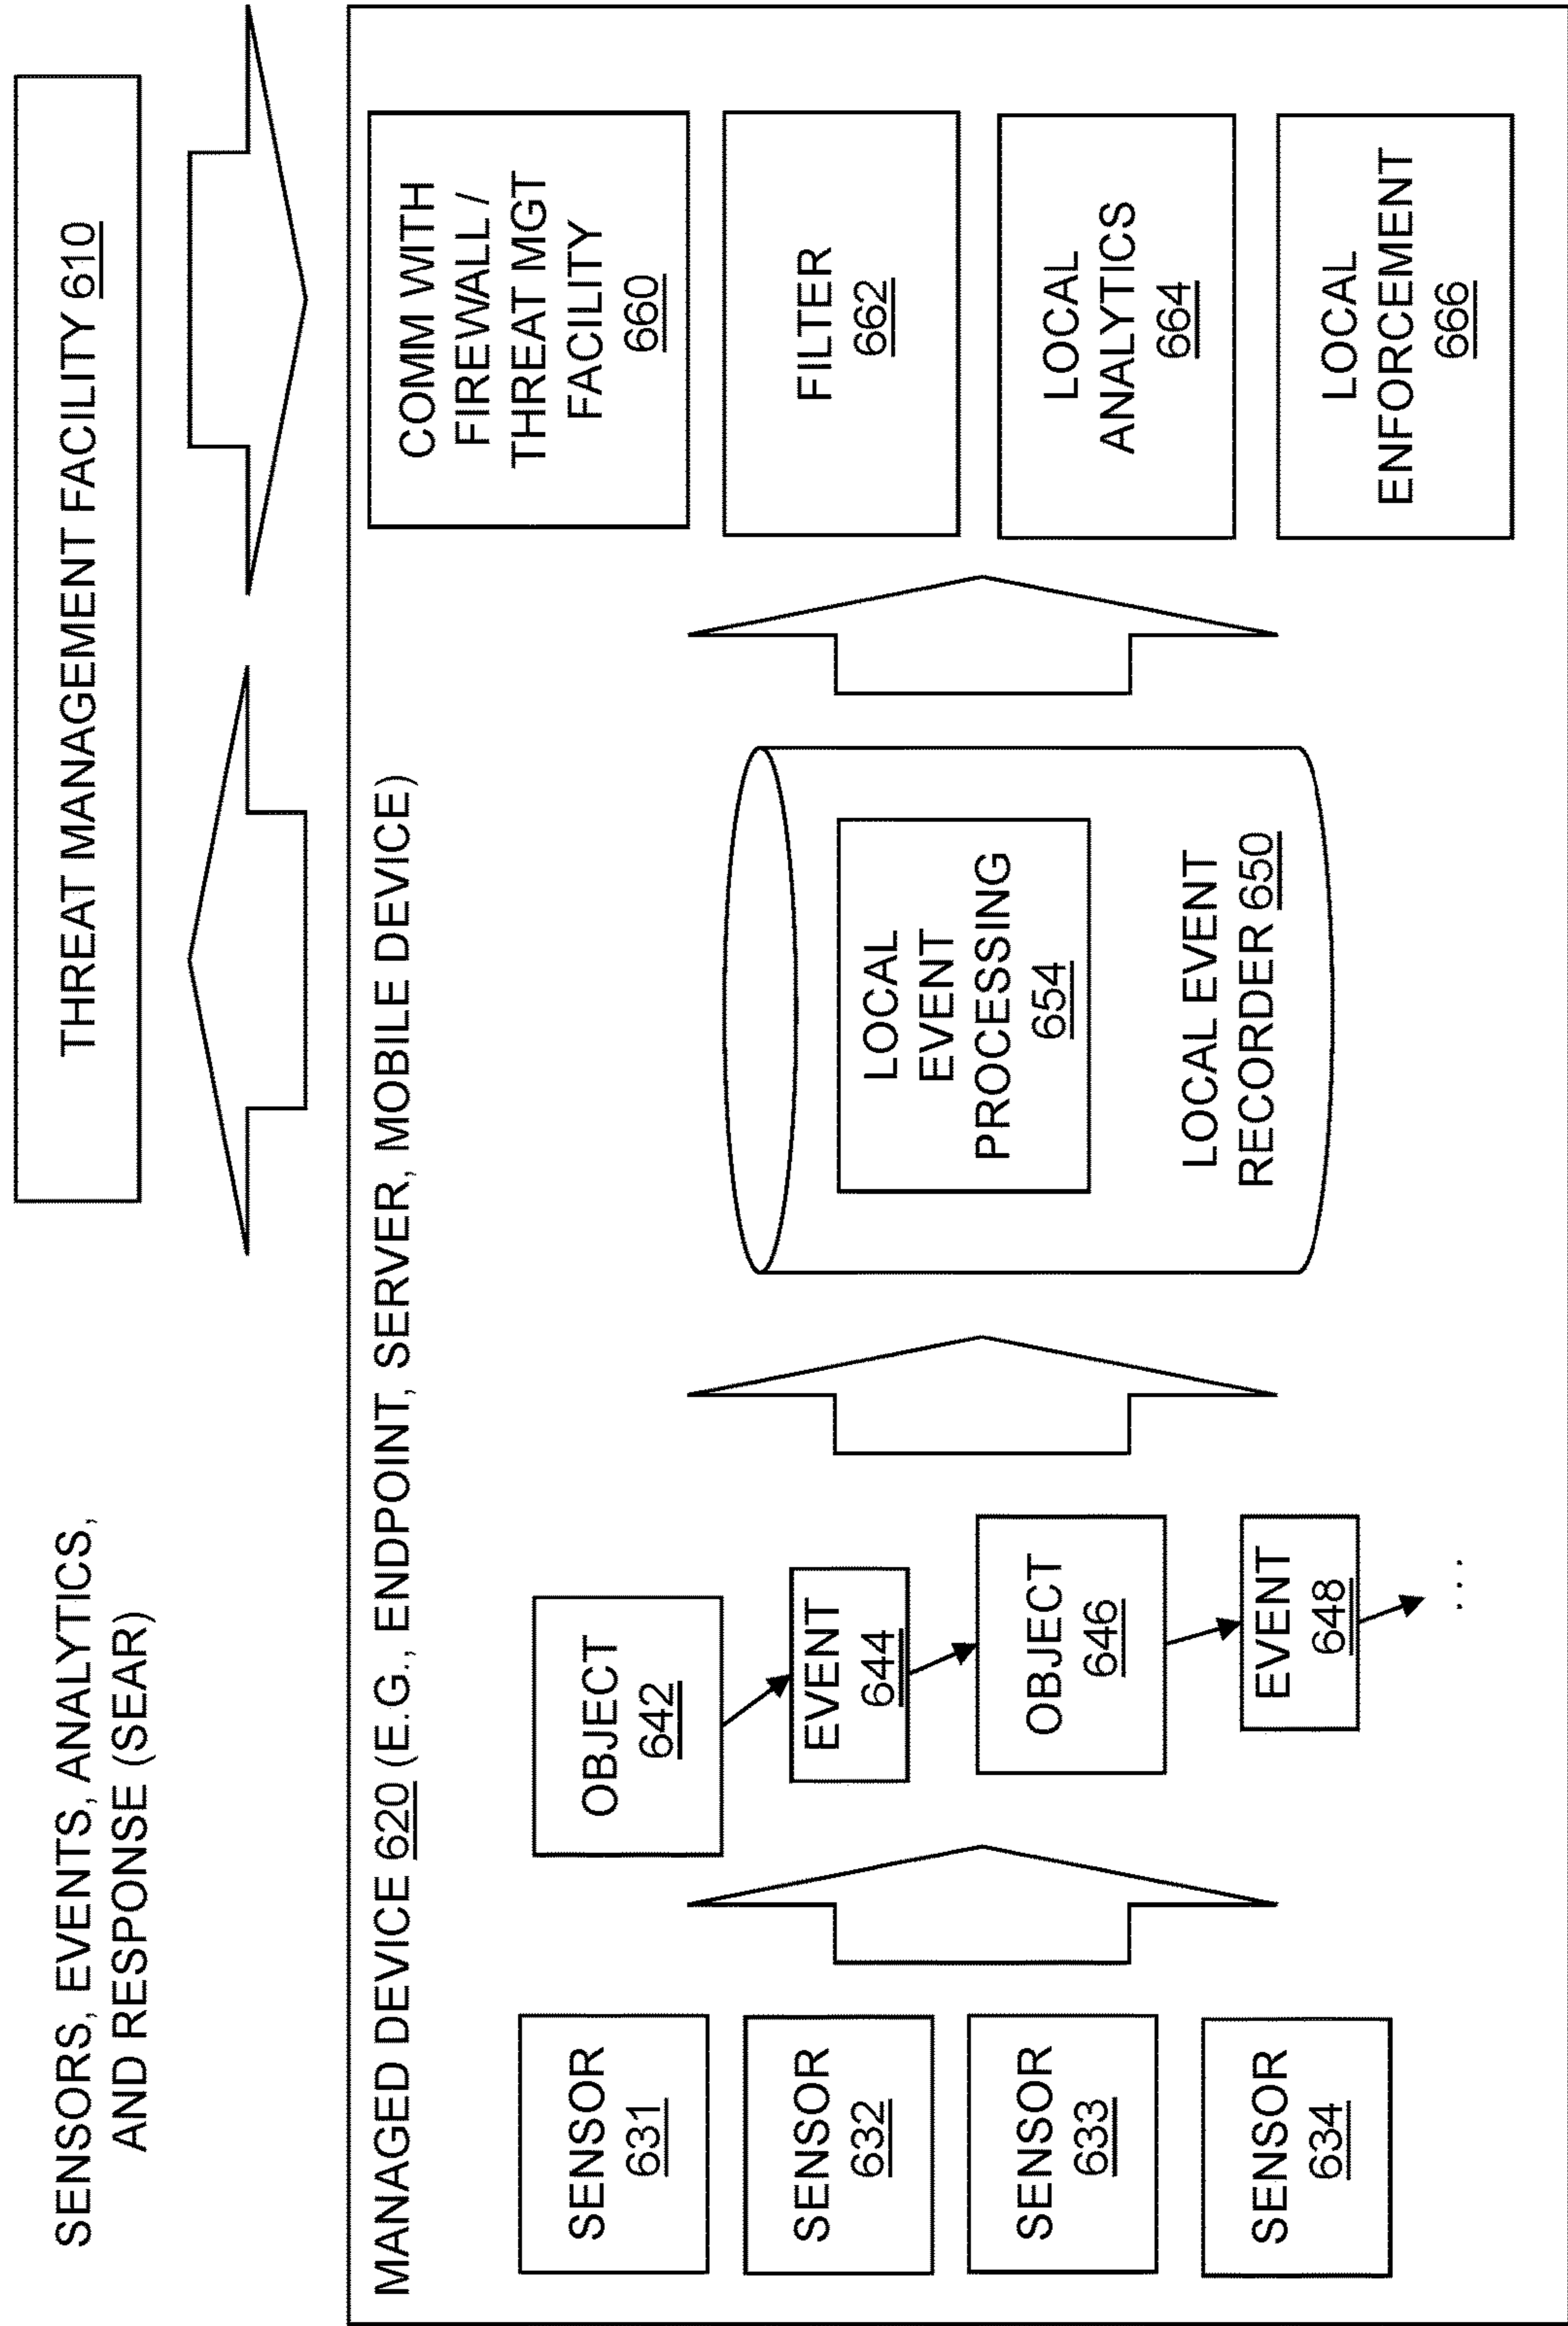 SENSORS, EVENTS, ANALYTICS,
AND RESPONSE (SEAR)
THREAT MANAGEMENT FACILITY 610
MANAGED DEVICE 620 (E.G., ENDPOINT, SERVER, MOBILE DEVICE)
SENSOR
631
SENSOR
632
SENSOR
633
SENSOR
634
OBJECT
642
EVENT
644
OBJECT
646
EVENT
648
...
LOCAL
EVENT
PROCESSING
654
LOCAL EVENT
RECORDER 650
COMM WITH
FIREWALL /
THREAT MGT
FACILITY
660
FILTER
662
LOCAL
ANALYTICS
664
LOCAL
ENFORCEMENT
666